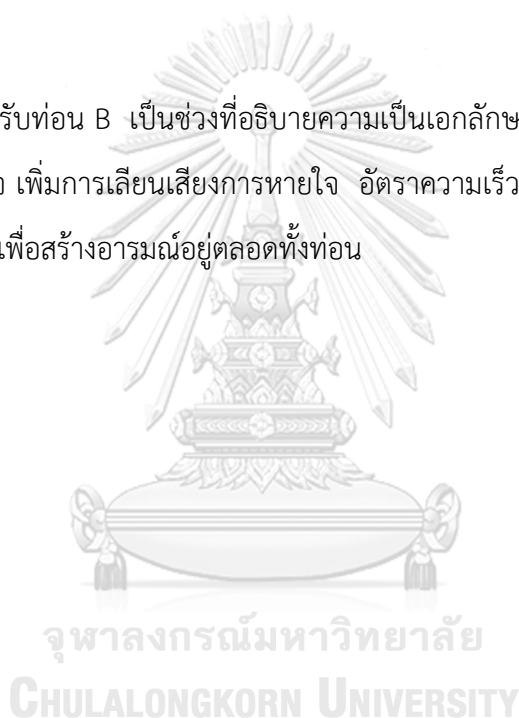 รับท่อน B เป็นช่วงที่อธิบายความเป็นเอกลักษ
เพิ่มการเลียนเสียงการหายใจ อัตราความเร็ว
เพื่อสร้างอารมณ์อยู่ตลอดทั้งท่อน
จุฬาลงกรณ์มหาวิทยาลัย
CHULALONGKORN UNIVERSITY